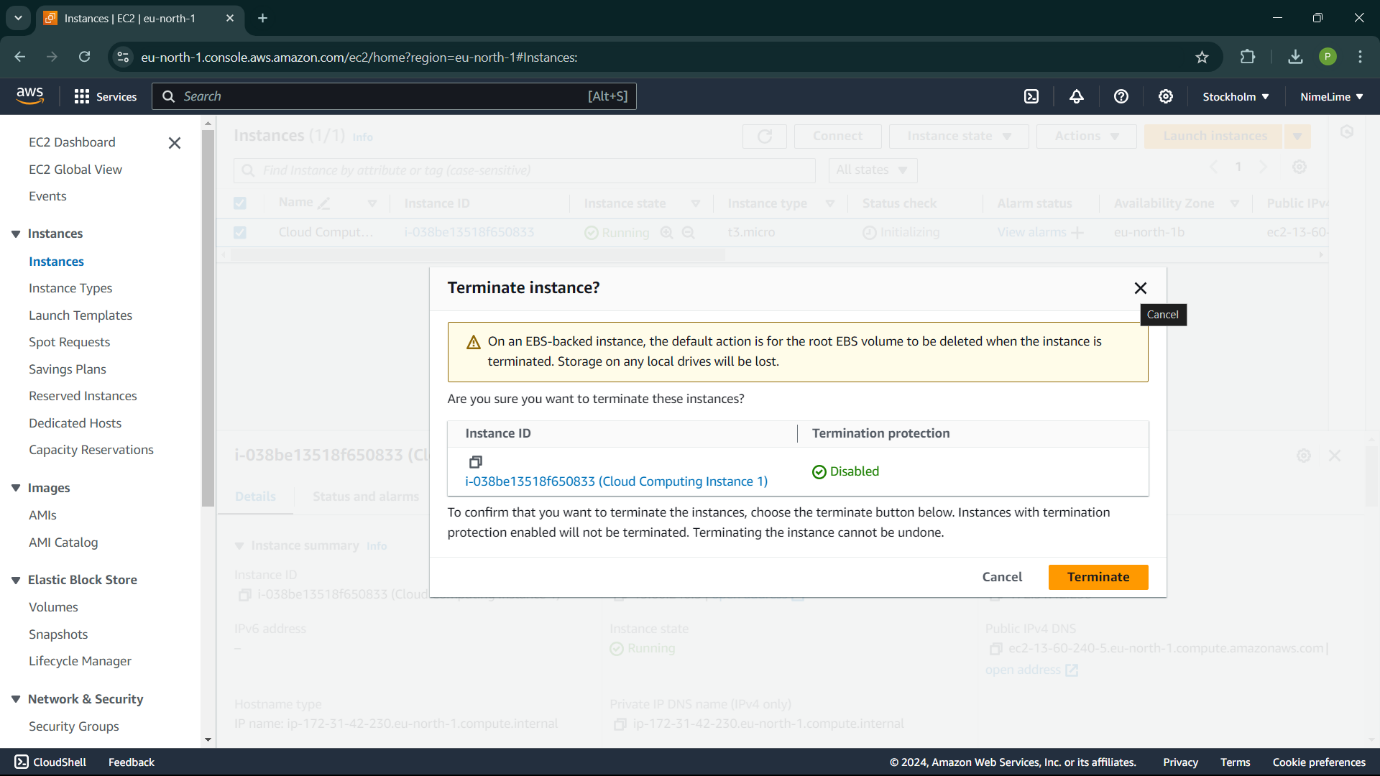 Instances | EC2 | eu-north-1
eu-north-1.console.aws.amazon.com/ec2/home?region=eu-north-1#Instances:
P
aws
Services
Search
[Alt+S]
Stockholm
NimeLime
EC2 Dashboard
EC2 Global View
Events
Instances
Instances
Instance Types
Launch Templates
Spot Requests
Savings Plans
Reserved Instances
Dedicated Hosts
Capacity Reservations
Images
AMIs
AMI Catalog
Elastic Block Store
Volumes
Snapshots
Lifecycle Manager
Network & Security
Security Groups
Instances (1/1) Info
Connect
Instance state
Actions
Launch instances
Find Instance by attribute or tag (case-sensitive)
All states
1
Name
Instance ID
Instance state
Instance type
Status check
Alarm status
Availability Zone
Public IPv
Cloud Comput...
i-038be13518f650833
Running
t3.micro
Initializing
View alarms
eu-north-1b
ec2-13-60-
Terminate instance?
Cancel
On an EBS-backed instance, the default action is for the root EBS volume to be deleted when the instance is
terminated. Storage on any local drives will be lost.
Are you sure you want to terminate these instances?
Instance ID
Termination protection
i-038be13518f650833 (Cloud Computing Instance 1)
Disabled
To confirm that you want to terminate the instances, choose the terminate button below. Instances with termination
protection enabled will not be terminated. Terminating the instance cannot be undone.
Cancel
Terminate
i-038be13518f650833 (Cl
Details
Status and alarms
Instance summary Info
Instance ID
i-038be13518f650833 (Clou
IPv6 address
–
Instance state
Running
Public IPv4 DNS
ec2-13-60-240-5.eu-north-1.compute.amazonaws.com |
open address
Hostname type
IP name: ip-172-31-42-230.eu-north-1.compute.internal
Private IP DNS name (IPv4 only)
ip-172-31-42-230.eu-north-1.compute.internal
CloudShell
Feedback
© 2024, Amazon Web Services, Inc. or its affiliates.
Privacy
Terms
Cookie preferences